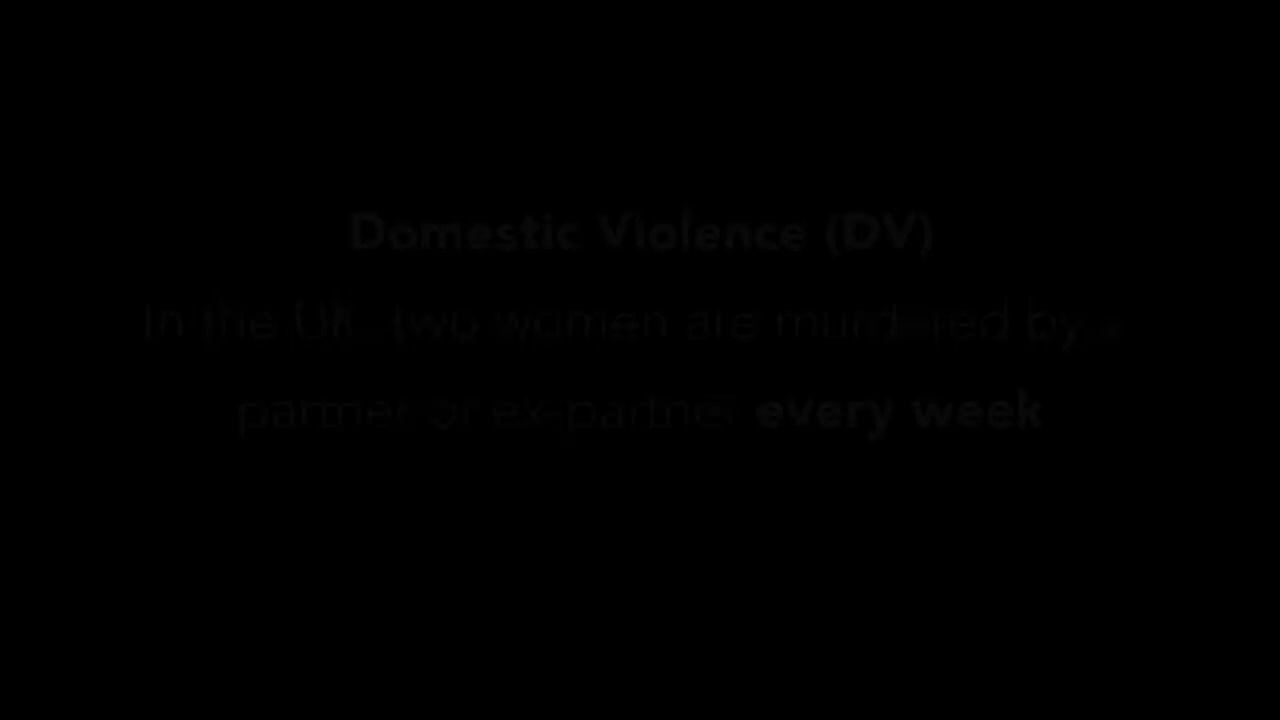 Domestic Violence (DV)
In the UK, two women are murdered by a
partner or ex-partner every week